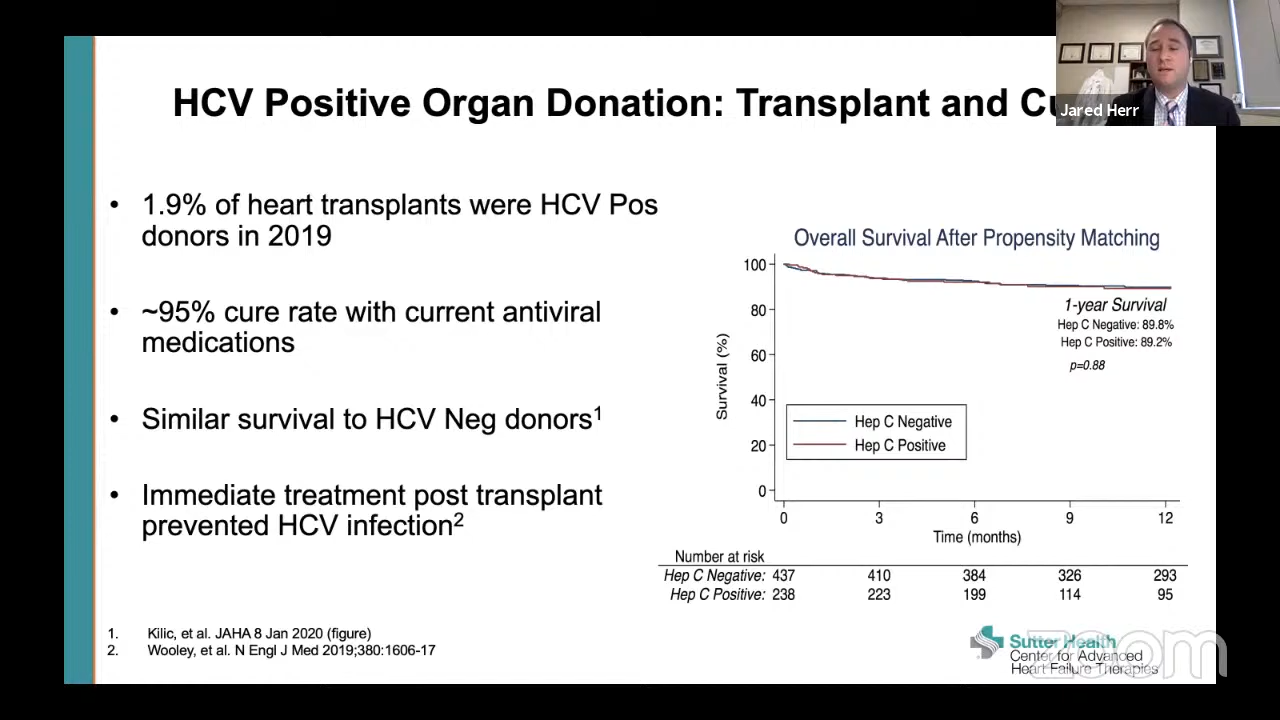 HCV Positive Organ Donation: Transplant and Cu
Jared Herr
• 1.9% of heart transplants were HCV Pos
donors in 2019
• ~95% cure rate with current antiviral
medications
• Similar survival to HCV Neg donors1
• Immediate treatment post transplant
prevented HCV infection2
Overall Survival After Propensity Matching
Survival (%)
100
80
60
40
20
0
1-year Survival
Hep C Negative: 89.8%
Hep C Positive: 89.2%
p=0.88
Hep C Negative
Hep C Positive
0 3 6 9 12
Time (months)
Number at risk
Hep C Negative: 437 410 384 326 293
Hep C Positive: 238 223 199 114 95
1. Kilic, et al. JAHA 8 Jan 2020 (figure)
2. Wooley, et al. N Engl J Med 2019;380:1606-17
Sutter Health
Center for Advanced
Heart Failure Therapies
zoom